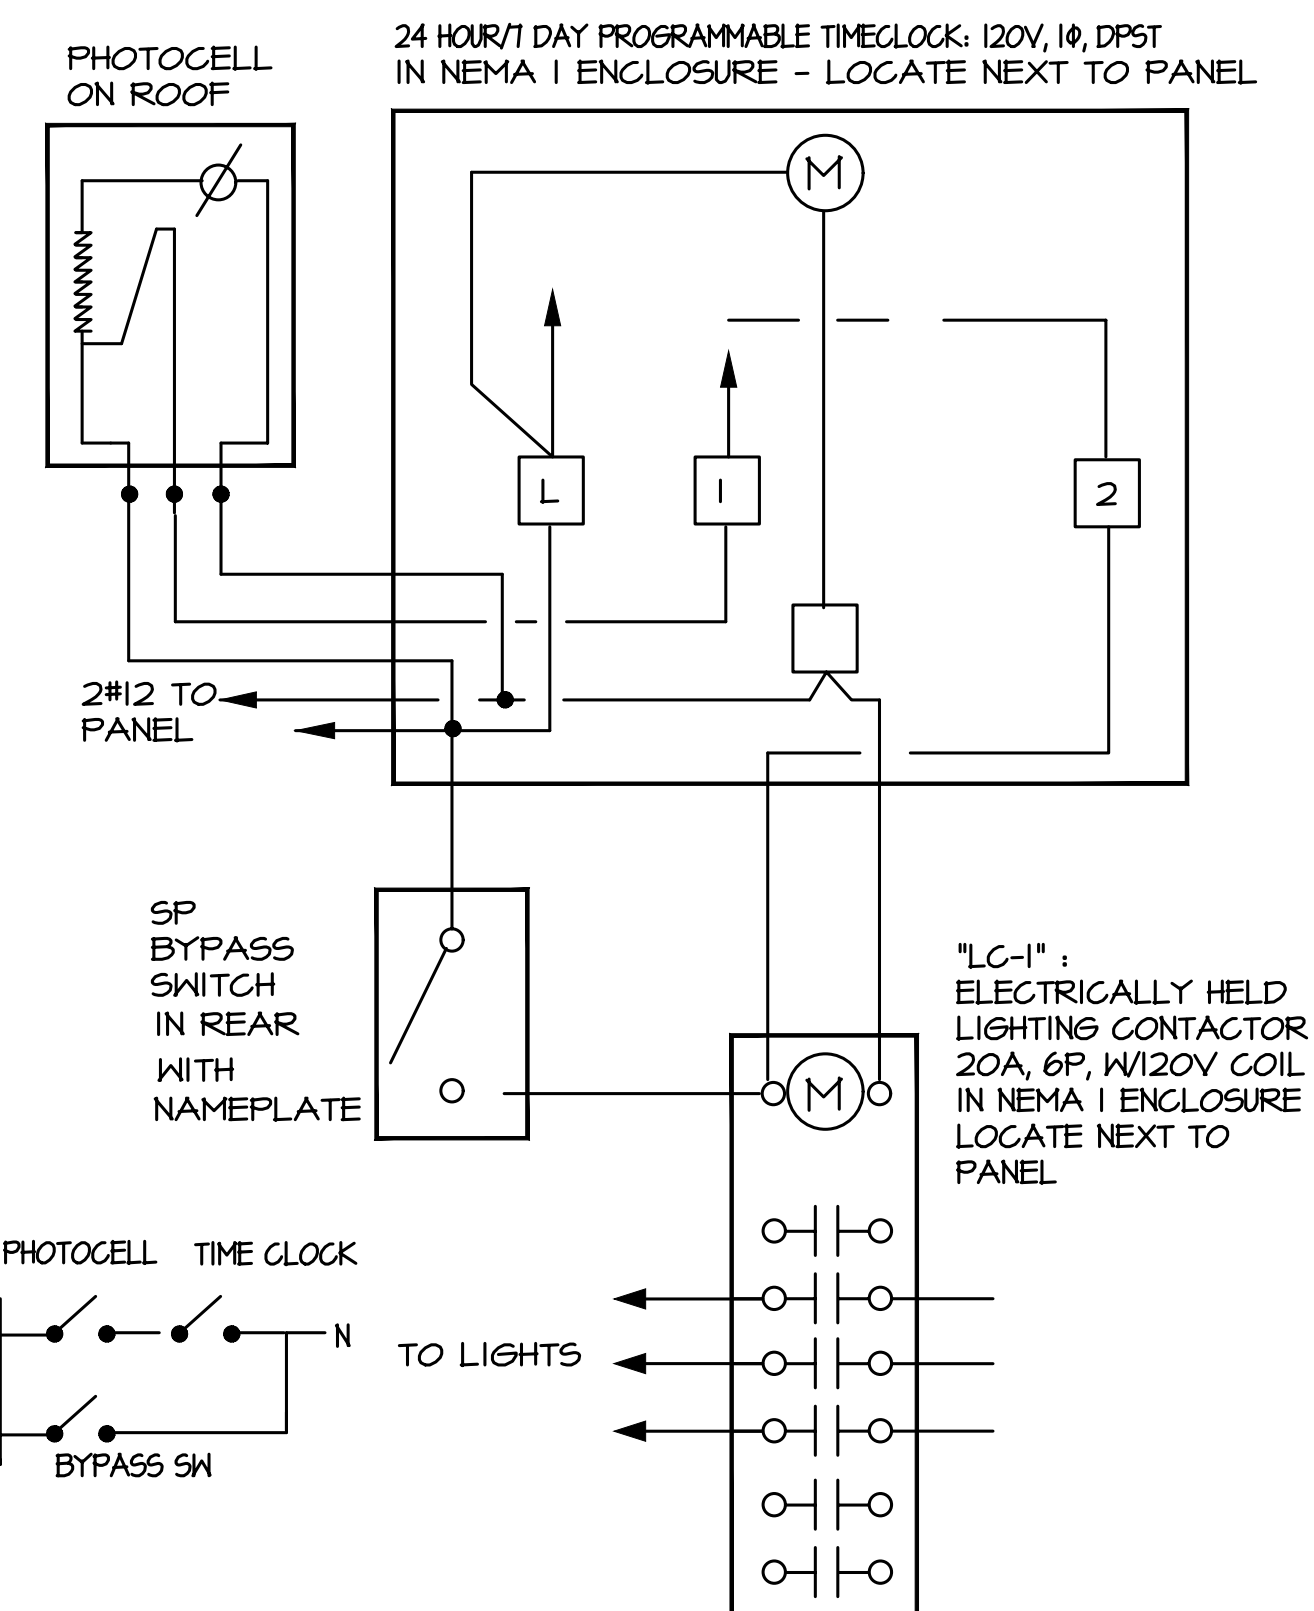 24 HOUR/7 DAY PROGRAMMABLE TIMECLOCK: 120V, 1Φ, DPST
IN NEMA 1 ENCLOSURE - LOCATE NEXT TO PANEL
PHOTOCELL
ON ROOF
M
L
1
2
2#12 TO
PANEL
SP
BYPASS
SWITCH
IN REAR
WITH
NAMEPLATE
"LC-1" :
ELECTRICALLY HELD
LIGHTING CONTACTOR
20A, 6P, W/120V COIL
IN NEMA 1 ENCLOSURE
LOCATE NEXT TO
PANEL
M
PHOTOCELL
TIME CLOCK
N
BYPASS SW
TO LIGHTS